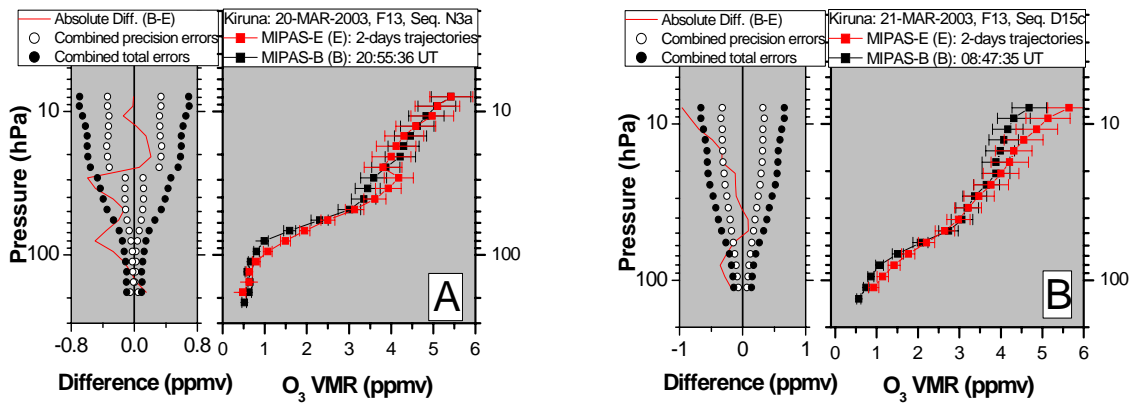 Absolute Diff. (B-E)
Combined precision errors
Combined total errors
Kiruna: 20-MAR-2003, F13, Seq. N3a
MIPAS-E (E): 2-days trajectories
MIPAS-B (B): 20:55:36 UT
Pressure (hPa)
10
100
10
100
A
-0.8 0.0 0.8
0 1 2 3 4 5 6
Difference (ppmv)
O3 VMR (ppmv)
Absolute Diff. (B-E)
Combined precision errors
Combined total errors
Kiruna: 21-MAR-2003, F13, Seq. D15c
MIPAS-E (E): 2-days trajectories
MIPAS-B (B): 08:47:35 UT
Pressure (hPa)
10
100
10
100
B
-1 0 1
0 1 2 3 4 5 6
Difference (ppmv)
O3 VMR (ppmv)